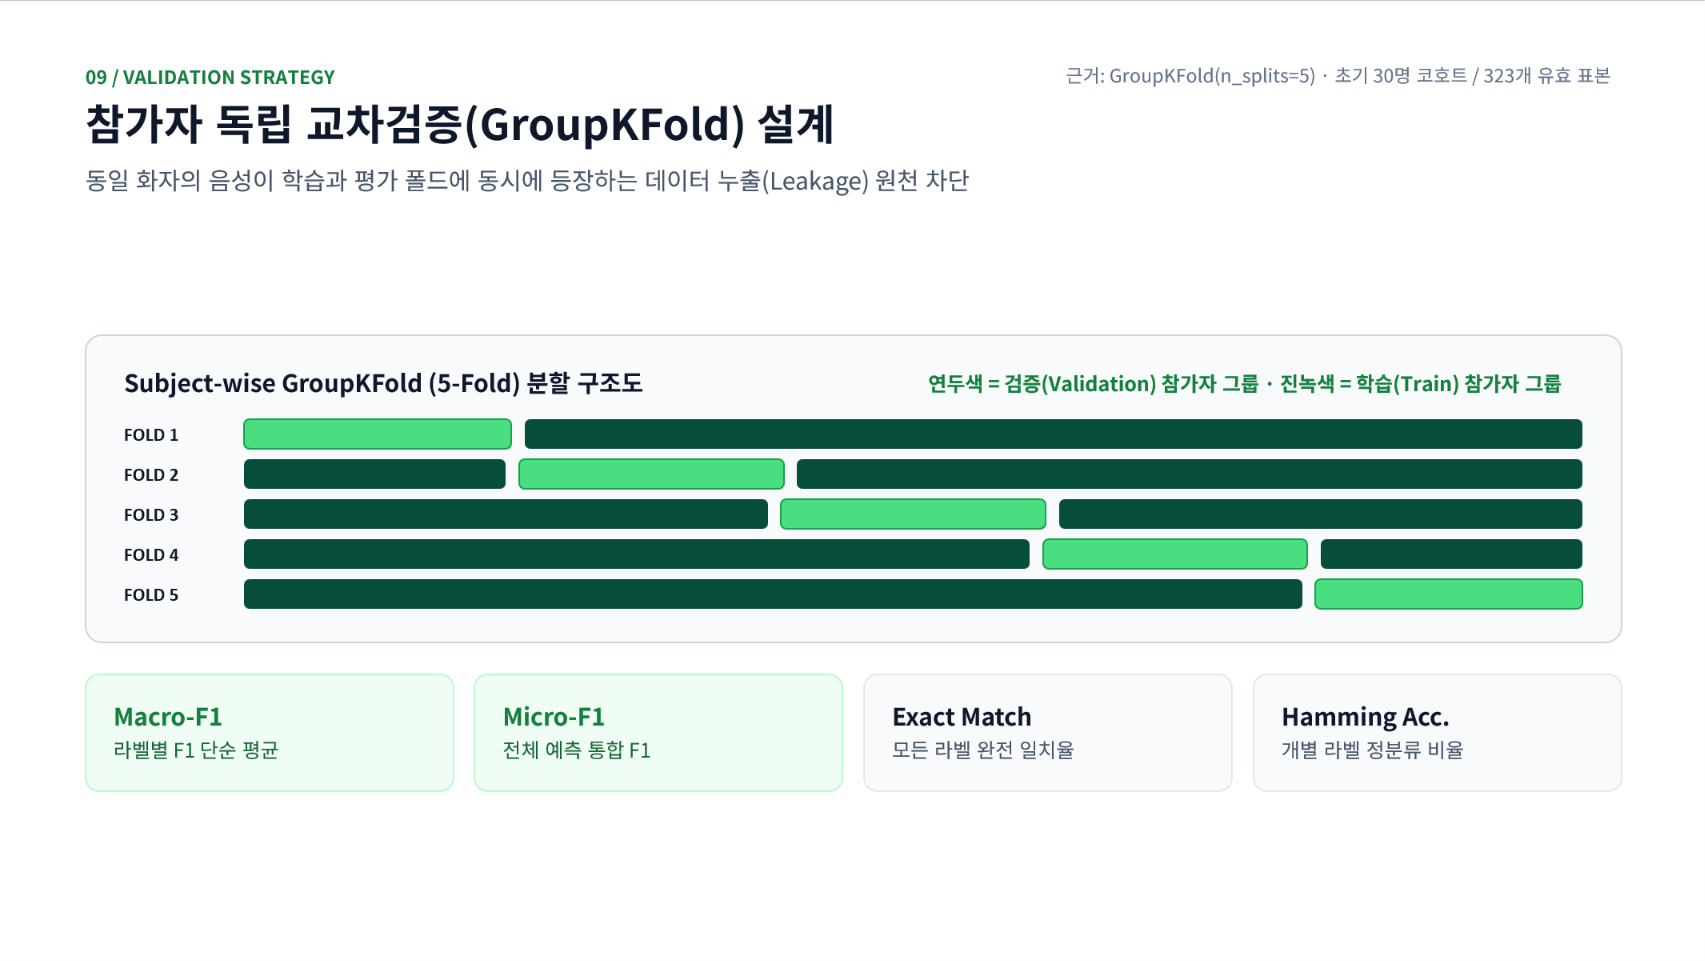 09 / VALIDATION STRATEGY
근거: GroupKFold(n_splits=5) · 초기 30명 코호트 / 323개 유효 표본
참가자 독립 교차검증(GroupKFold) 설계
동일 화자의 음성이 학습과 평가 폴드에 동시에 등장하는 데이터 누출(Leakage) 원천 차단
Subject-wise GroupKFold (5-Fold) 분할 구조도
연두색 = 검증(Validation) 참가자 그룹 · 진녹색 = 학습(Train) 참가자 그룹
FOLD 1
FOLD 2
FOLD 3
FOLD 4
FOLD 5
Macro-F1
라벨별 F1 단순 평균
Micro-F1
전체 예측 통합 F1
Exact Match
모든 라벨 완전 일치율
Hamming Acc.
개별 라벨 정분류 비율